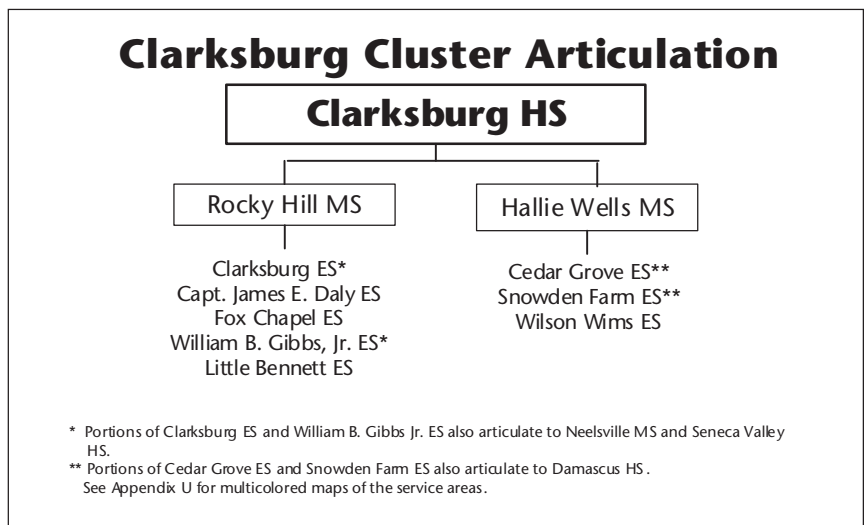 Clarksburg Cluster Articulation
Clarksburg HS
Rocky Hill MS
Clarksburg ES*
Capt. James E. Daly ES
Fox Chapel ES
William B. Gibbs, Jr. ES*
Little Bennett ES
Hallie Wells MS
Cedar Grove ES**
Snowden Farm ES**
Wilson Wims ES
* Portions of Clarksburg ES and William B. Gibbs Jr. ES also articulate to Neelsville MS and Seneca Valley
HS.
** Portions of Cedar Grove ES and Snowden Farm ES also articulate to Damascus HS.
See Appendix U for multicolored maps of the service areas.